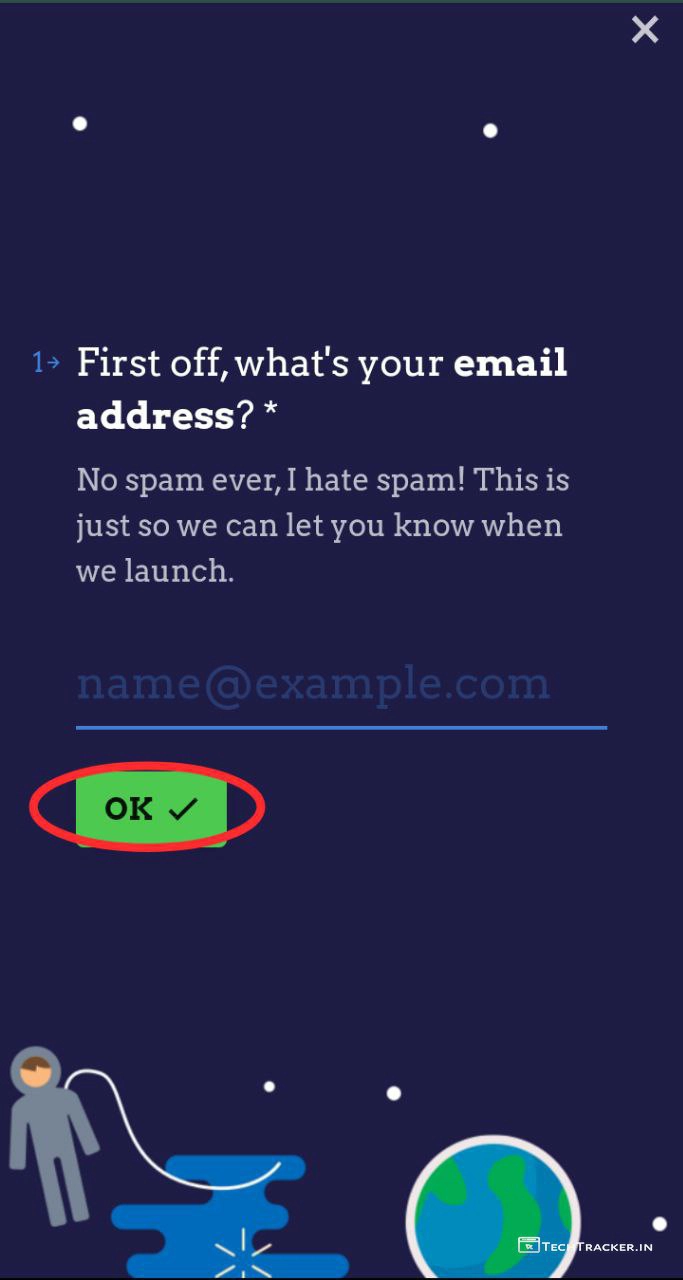 1→ First off, what's your email
address? *
No spam ever, I hate spam! This is
just so we can let you know when
we launch.
name@example.com
OK ✓
TechTracker.in